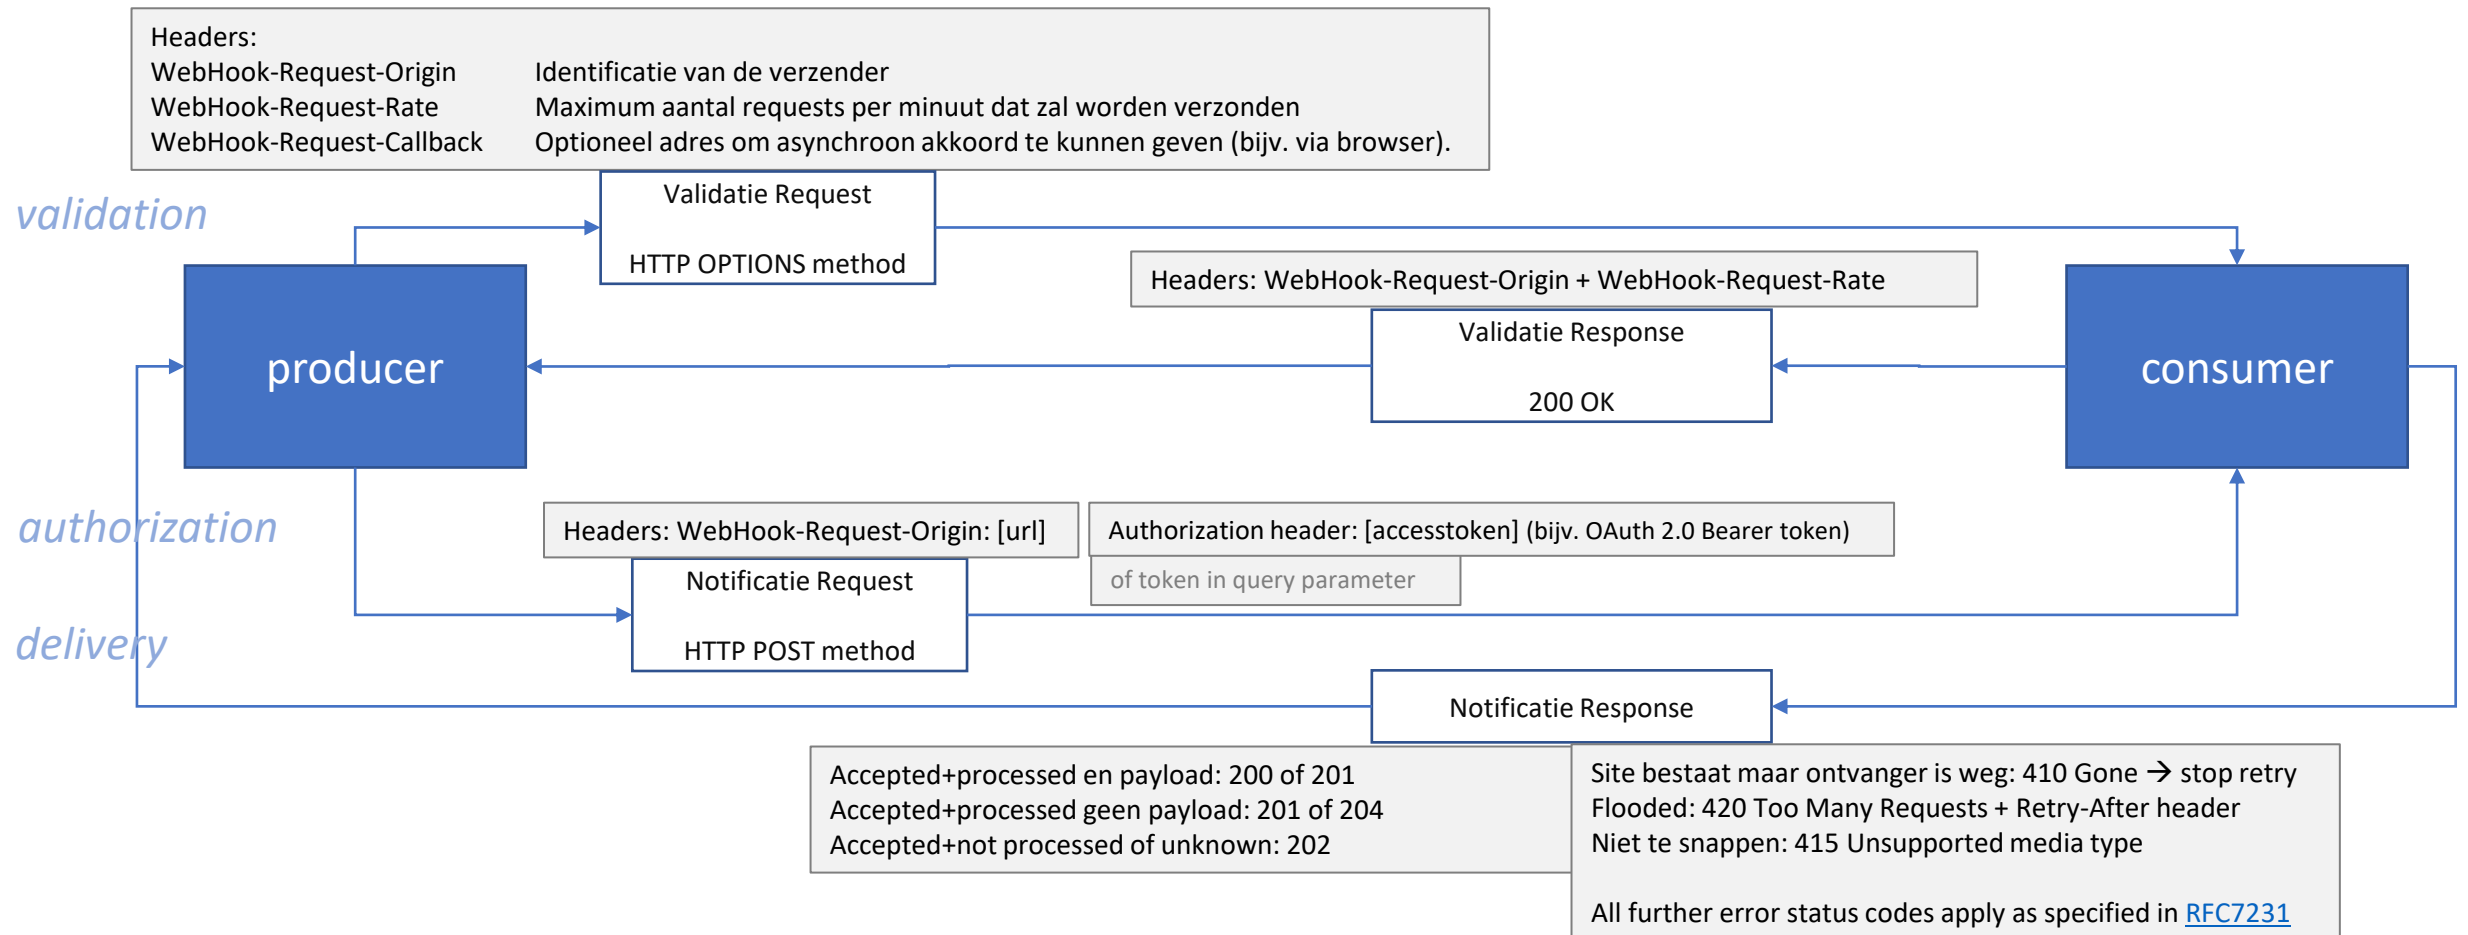 Headers:
WebHook-Request-Origin Identificatie van de verzender
WebHook-Request-Rate Maximum aantal requests per minuut dat zal worden verzonden
WebHook-Request-Callback Optioneel adres om asynchroon akkoord te kunnen geven (bijv. via browser).
validation
Validatie Request
HTTP OPTIONS method
Headers: WebHook-Request-Origin + WebHook-Request-Rate
producer
Validatie Response
200 OK
consumer
authorization
Headers: WebHook-Request-Origin: [url]
Authorization header: [accesstoken] (bijv. OAuth 2.0 Bearer token)
of token in query parameter
Notificatie Request
HTTP POST method
delivery
Notificatie Response
Accepted+processed en payload: 200 of 201
Accepted+processed geen payload: 201 of 204
Accepted+not processed of unknown: 202
Site bestaat maar ontvanger is weg: 410 Gone → stop retry
Flooded: 420 Too Many Requests + Retry-After header
Niet te snappen: 415 Unsupported media type
All further error status codes apply as specified in RFC7231